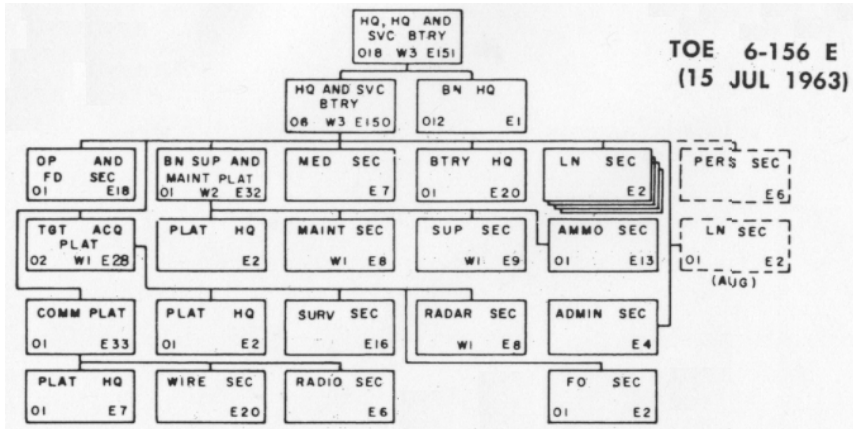 HQ, HQ AND
SVC BTRY
O18 W3 E151
TOE 6-156 E
(15 JUL 1963)
HQ AND SVC
BTRY
O6 W3 E150
BN HQ
O12 E1
OP AND
FD SEC
O1 E18
BN SUP AND
MAINT PLAT
O1 W2 E32
MED SEC
E7
BTRY HQ
O1 E20
LN SEC
E2
PERS SEC
E6
TGT ACQ
PLAT
O2 W1 E28
PLAT HQ
E2
MAINT SEC
W1 E8
SUP SEC
W1 E9
AMMO SEC
O1 E13
LN SEC
O1 E2
(AUG)
COMM PLAT
O1 E33
PLAT HQ
O1 E2
SURV SEC
E16
RADAR SEC
W1 E8
ADMIN SEC
E4
PLAT HQ
O1 E7
WIRE SEC
E20
RADIO SEC
E6
FO SEC
O1 E2